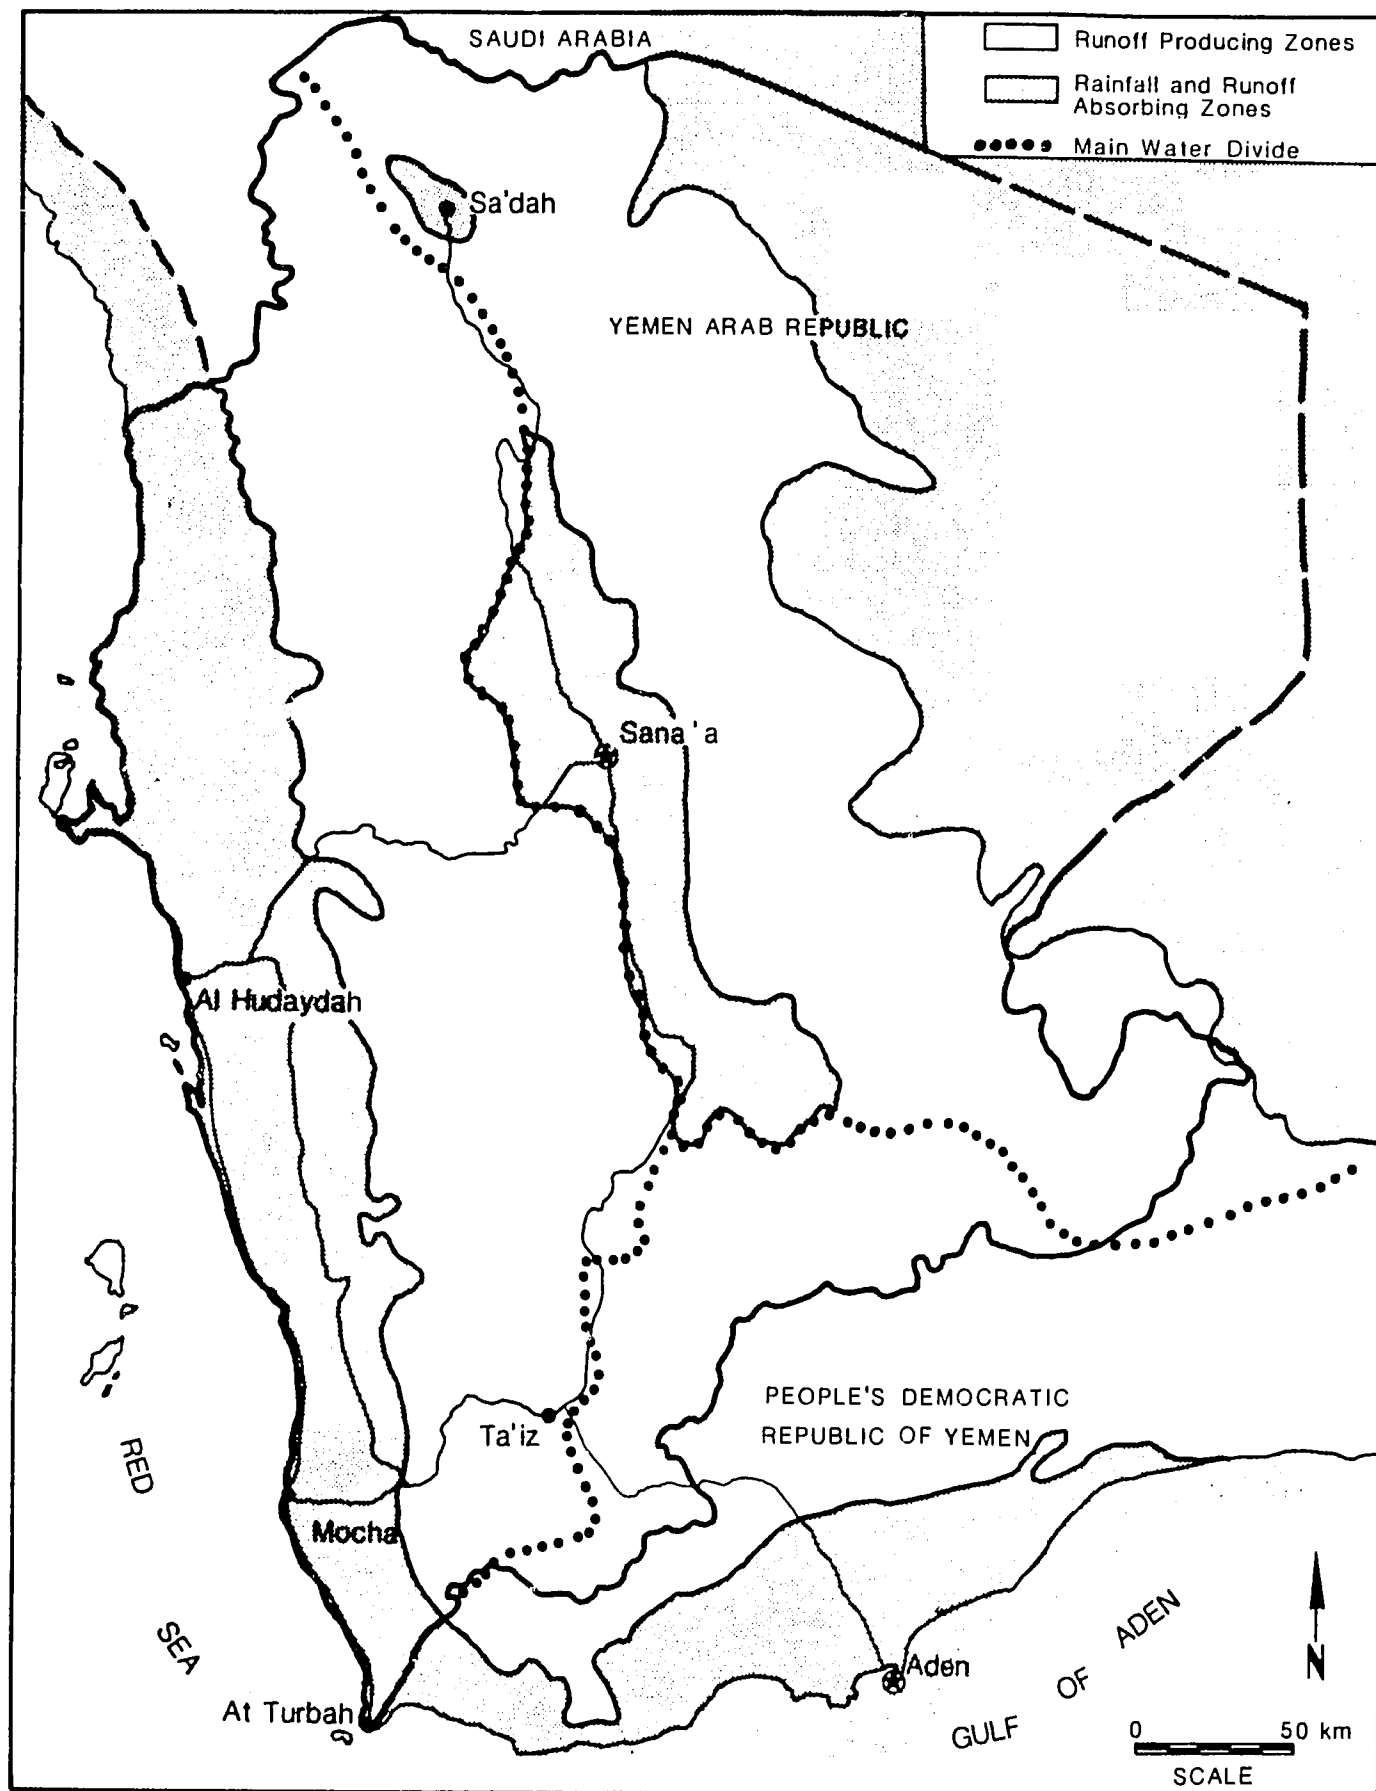 SAUDI ARABIA
Runoff Producing Zones
Rainfall and Runoff
Absorbing Zones
Main Water Divide
Sa'dah
YEMEN ARAB REPUBLIC
Sana'a
Al Hudaydah
PEOPLE'S DEMOCRATIC
REPUBLIC OF YEMEN
Ta'iz
RED
SEA
Mocha
At Turbah
Aden
GULF
OF
ADEN
N
0 50 km
SCALE